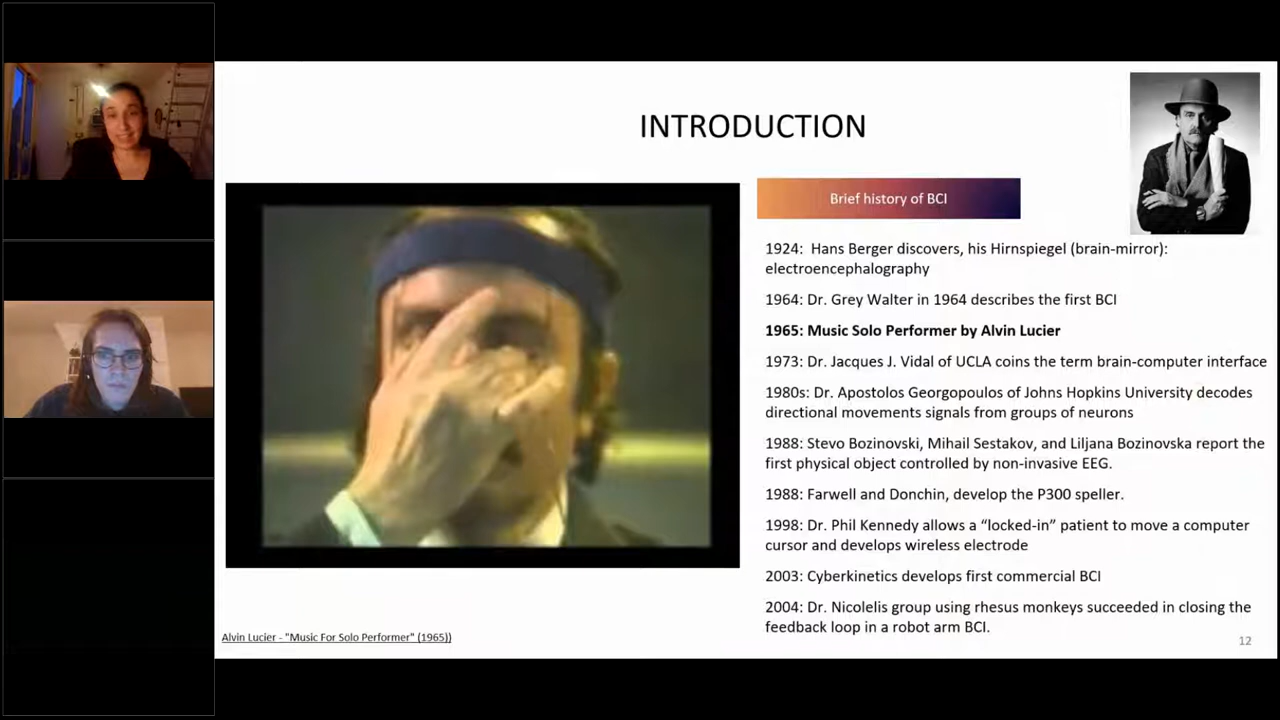 INTRODUCTION
Brief history of BCI
1924:  Hans Berger discovers, his Hirnspiegel (brain-mirror):
electroencephalography
1964: Dr. Grey Walter in 1964 describes the first BCI
1965: Music Solo Performer by Alvin Lucier
1973: Dr. Jacques J. Vidal of UCLA coins the term brain-computer interface
1980s: Dr. Apostolos Georgopoulos of Johns Hopkins University decodes
directional movements signals from groups of neurons
1988: Stevo Bozinovski, Mihail Sestakov, and Liljana Bozinovska report the
first physical object controlled by non-invasive EEG.
1988: Farwell and Donchin, develop the P300 speller.
1998: Dr. Phil Kennedy allows a “locked-in” patient to move a computer
cursor and develops wireless electrode
2003: Cyberkinetics develops first commercial BCI
2004: Dr. Nicolelis group using rhesus monkeys succeeded in closing the
feedback loop in a robot arm BCI.
Alvin Lucier - "Music For Solo Performer" (1965))
12